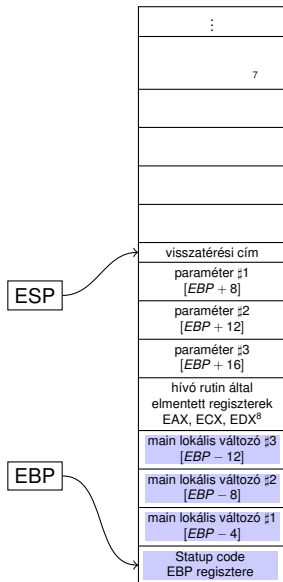 ⋮
7
visszatérési cím
paraméter ♯1
[EBP + 8]
ESP
paraméter ♯2
[EBP + 12]
paraméter ♯3
[EBP + 16]
hívó rutin által
elmentett regiszterek
EAX, ECX, EDX⁸
main lokális változó ♯3
[EBP − 12]
EBP
main lokális változó ♯2
[EBP − 8]
main lokális változó ♯1
[EBP − 4]
Statup code
EBP regisztere